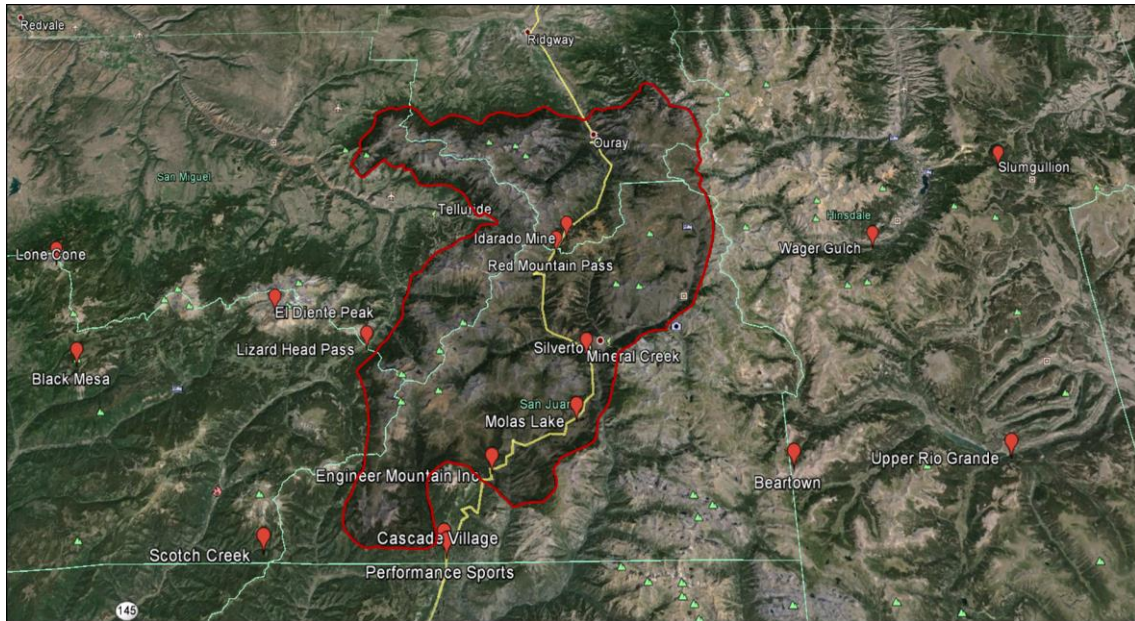 Redvale
Ridgway
Ouray
Slumgullion
San Miguel
Telluride
Hinsdale
Idarado Mine
Wager Gulch
Lone Cone
Red Mountain Pass
El Diente Peak
Lizard Head Pass
Silverto
Mineral Creek
Black Mesa
San Juan
Molas Lake
Upper Rio Grande
Engineer Mountain Inc
Beartown
Cascade Village
Scotch Creek
Performance Sports
145